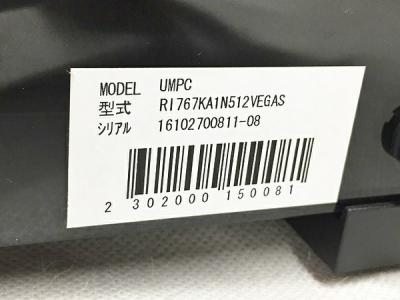 MODEL UMPC
型式 RI767KA1N512VEGAS
ｼﾘｱﾙ 16102700811-08
2 302000 150081